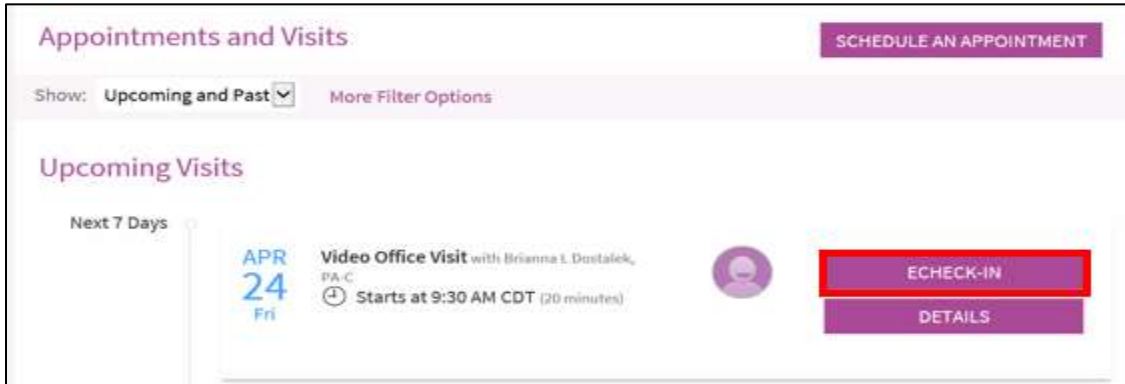 Appointments and Visits
SCHEDULE AN APPOINTMENT
Show: Upcoming and Past More Filter Options
Upcoming Visits
Next 7 Days
APR
24
Fri
Video Office Visit with Brianna L Dostalek,
PA-C
Starts at 9:30 AM CDT (20 minutes)
ECHECK-IN
DETAILS